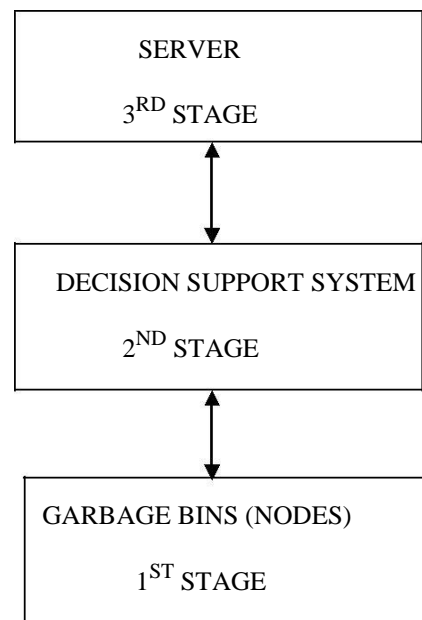 SERVER
3RD STAGE
DECISION SUPPORT SYSTEM
2ND STAGE
GARBAGE BINS (NODES)
1ST STAGE